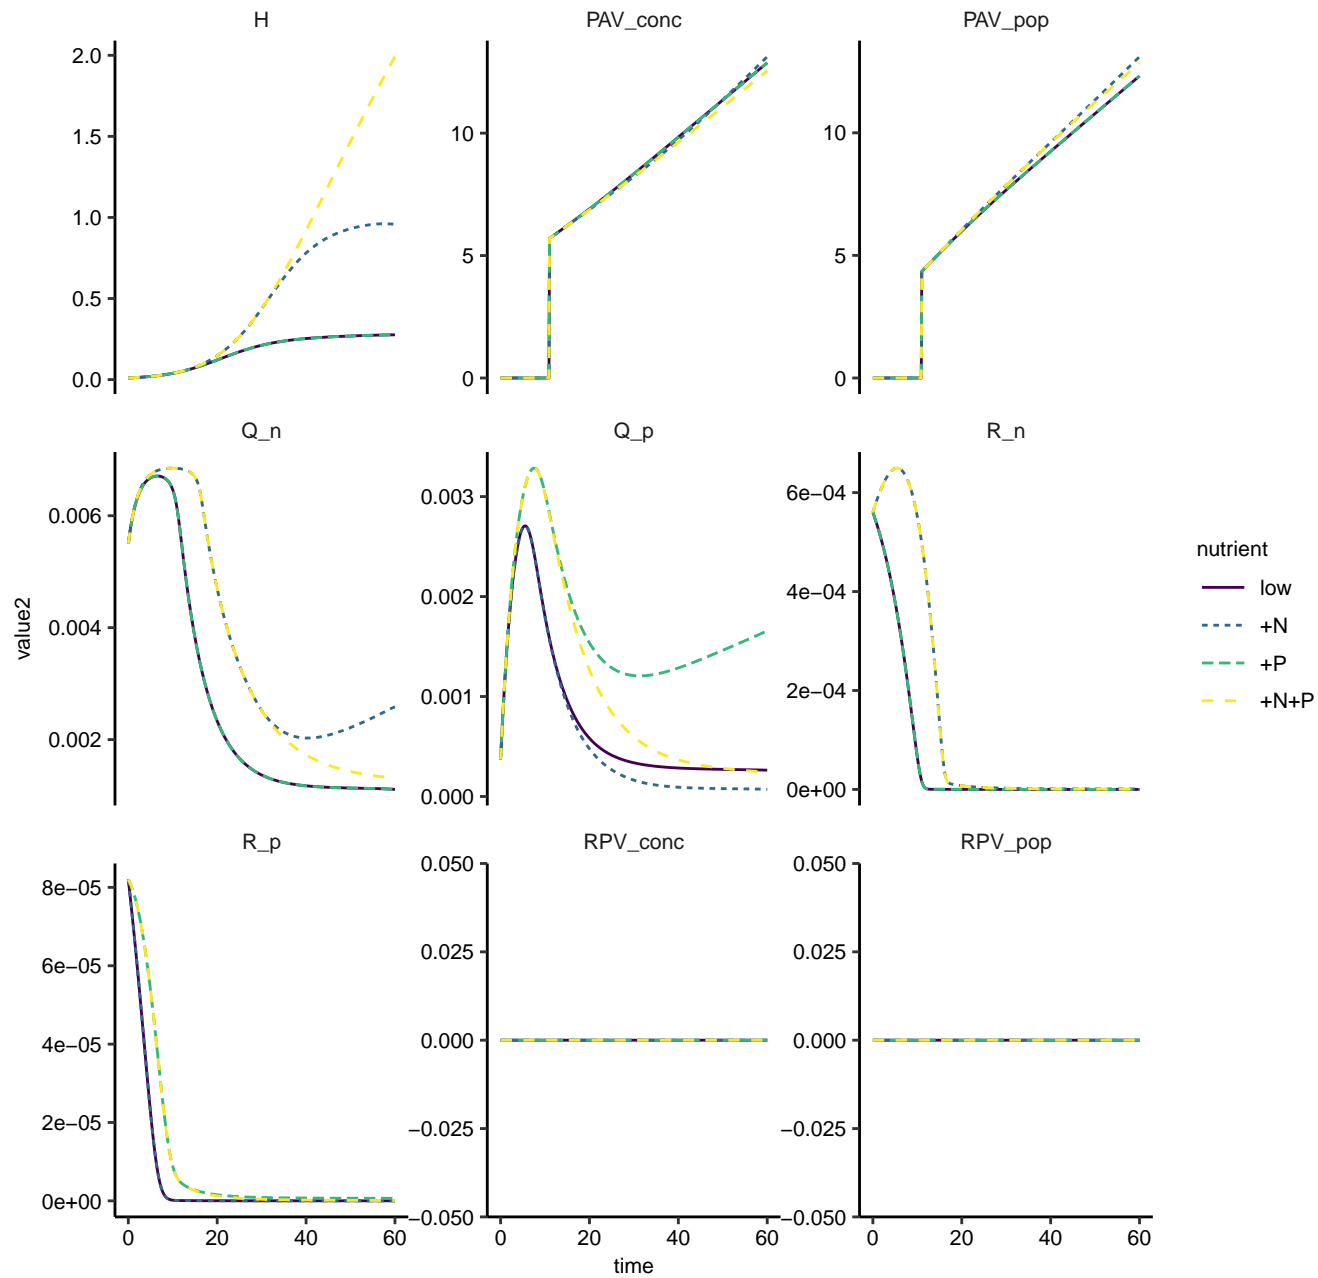 H PAV_conc PAV_pop
2.0
1.5
1.0
0.5
0.0
10
5
0
10
5
0
Q_n Q_p R_n
0.006
0.004
0.002
0.003
0.002
0.001
0.000
6e−04
4e−04
2e−04
0e+00
R_p RPV_conc RPV_pop
8e−05
6e−05
4e−05
2e−05
0e+00
0.050
0.025
0.000
−0.025
−0.050
0.050
0.025
0.000
−0.025
−0.050
0 20 40 60
0 20 40 60
0 20 40 60
time
value2
nutrient
low
+N
+P
+N+P